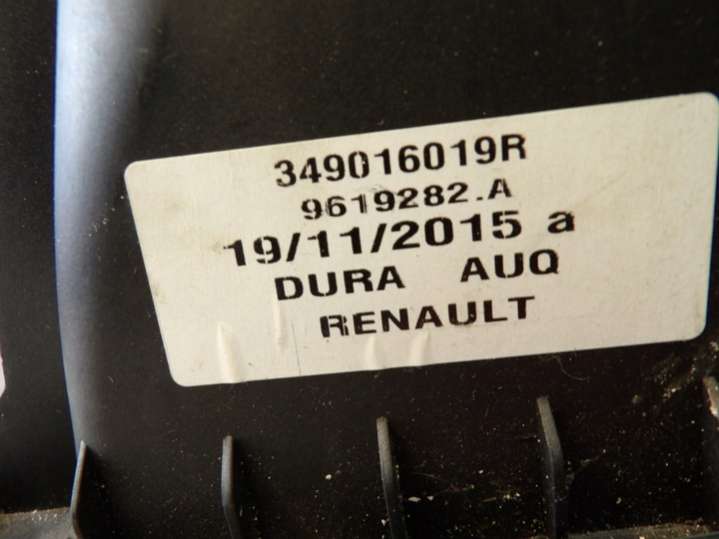 349016019R
9619282.A
19/11/2015 a
DURA AUQ
RENAULT